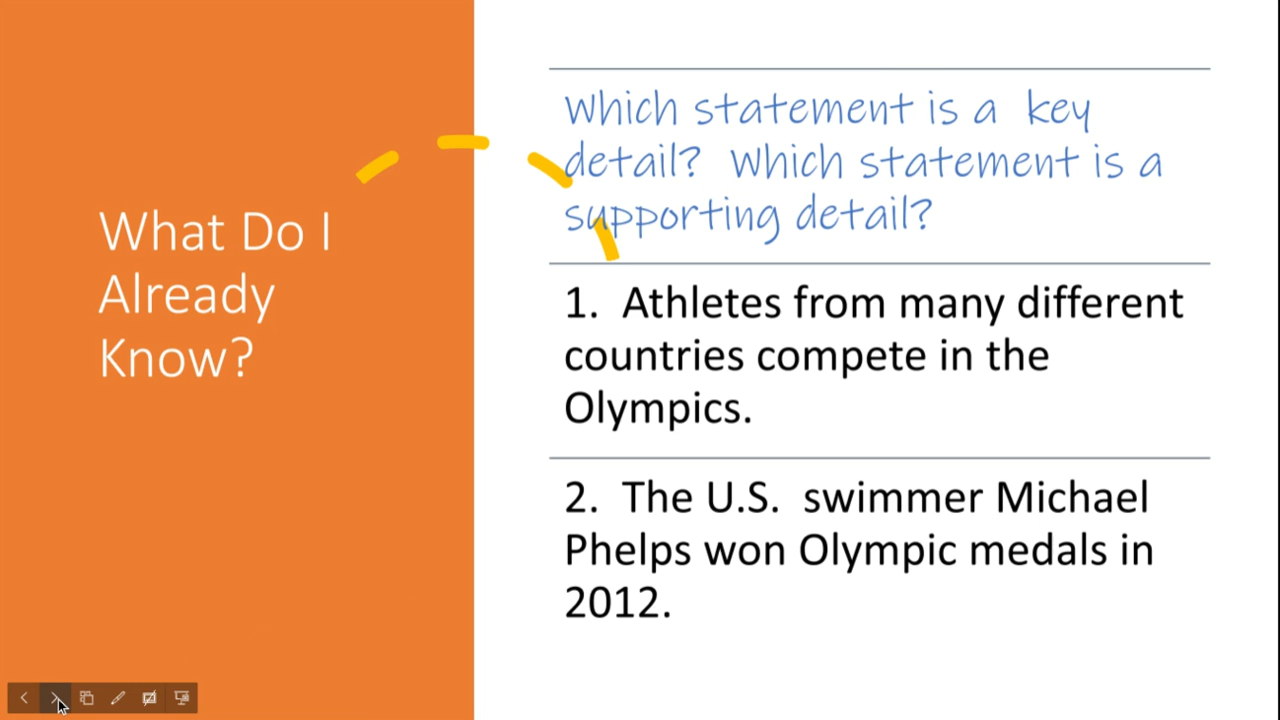 What Do I
Already
Know?
Which statement is a key
detail? Which statement is a
supporting detail?
1. Athletes from many different
countries compete in the
Olympics.
2. The U.S. swimmer Michael
Phelps won Olympic medals in
2012.